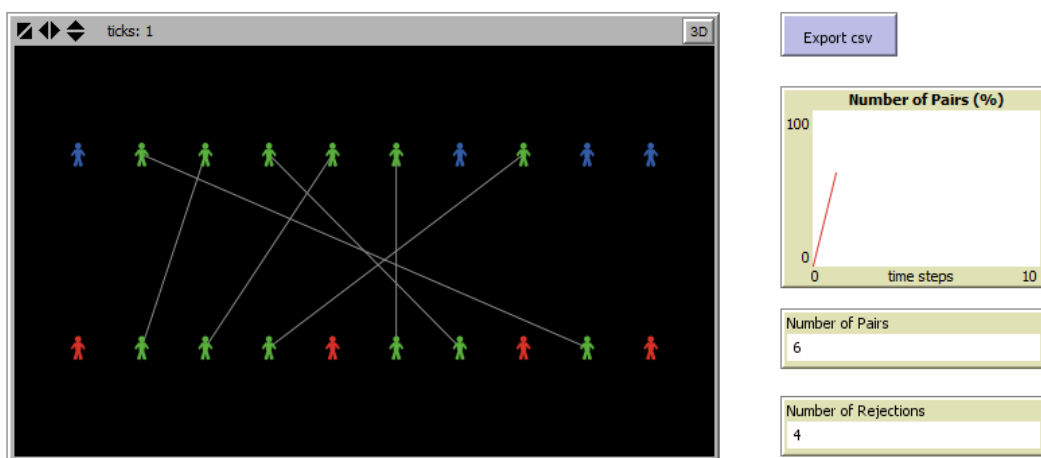 ticks: 1
3D
Export csv
Number of Pairs (%)
100
0
0 time steps 10
Number of Pairs
6
Number of Rejections
4